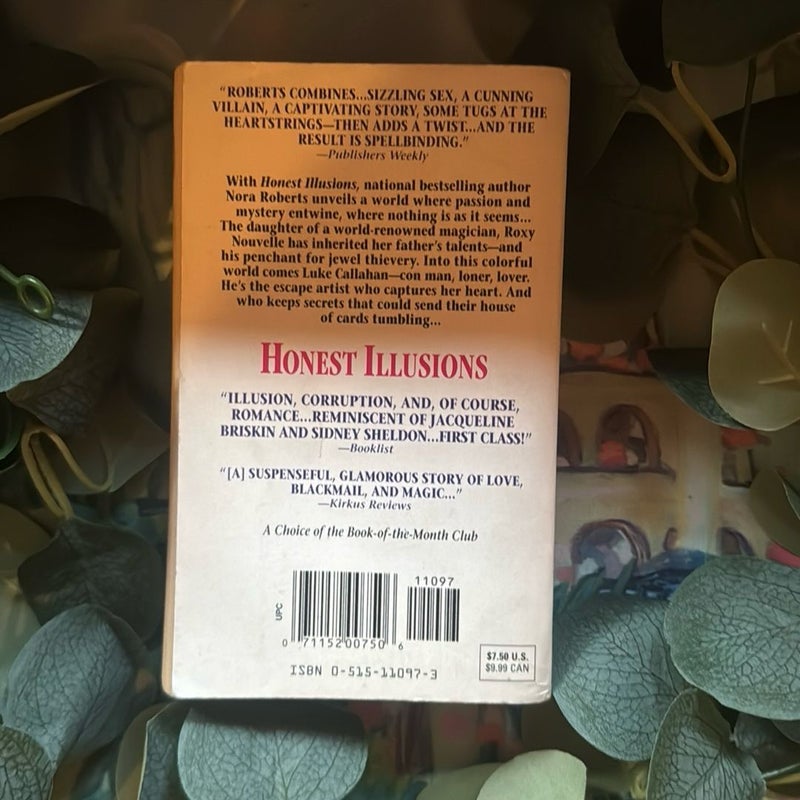 “ROBERTS COMBINES...SIZZLING SEX, A CUNNING
VILLAIN, A CAPTIVATING STORY, SOME TUGS AT THE
HEARTSTRINGS—THEN ADDS A TWIST...AND THE
RESULT IS SPELLBINDING.”
—Publishers Weekly
With Honest Illusions, national bestselling author
Nora Roberts unveils a world where passion and
mystery entwine, where nothing is as it seems...
The daughter of a world-renowned magician, Roxy
Nouvelle has inherited her father’s talents—and
his penchant for jewel thievery. Into this colorful
world comes Luke Callahan—con man, loner, lover.
He’s the escape artist who captures her heart. And
who keeps secrets that could send their house
of cards tumbling...
HONEST ILLUSIONS
“ILLUSION, CORRUPTION, AND, OF COURSE,
ROMANCE...REMINISCENT OF JACQUELINE
BRISKIN AND SIDNEY SHELDON...FIRST CLASS!”
—Booklist
“[A] SUSPENSEFUL, GLAMOROUS STORY OF LOVE,
BLACKMAIL, AND MAGIC...”
—Kirkus Reviews
A Choice of the Book-of-the-Month Club
11097
UPC
0 71152 00750 6
ISBN 0-515-11097-3
$7.50 U.S.
$9.99 CAN